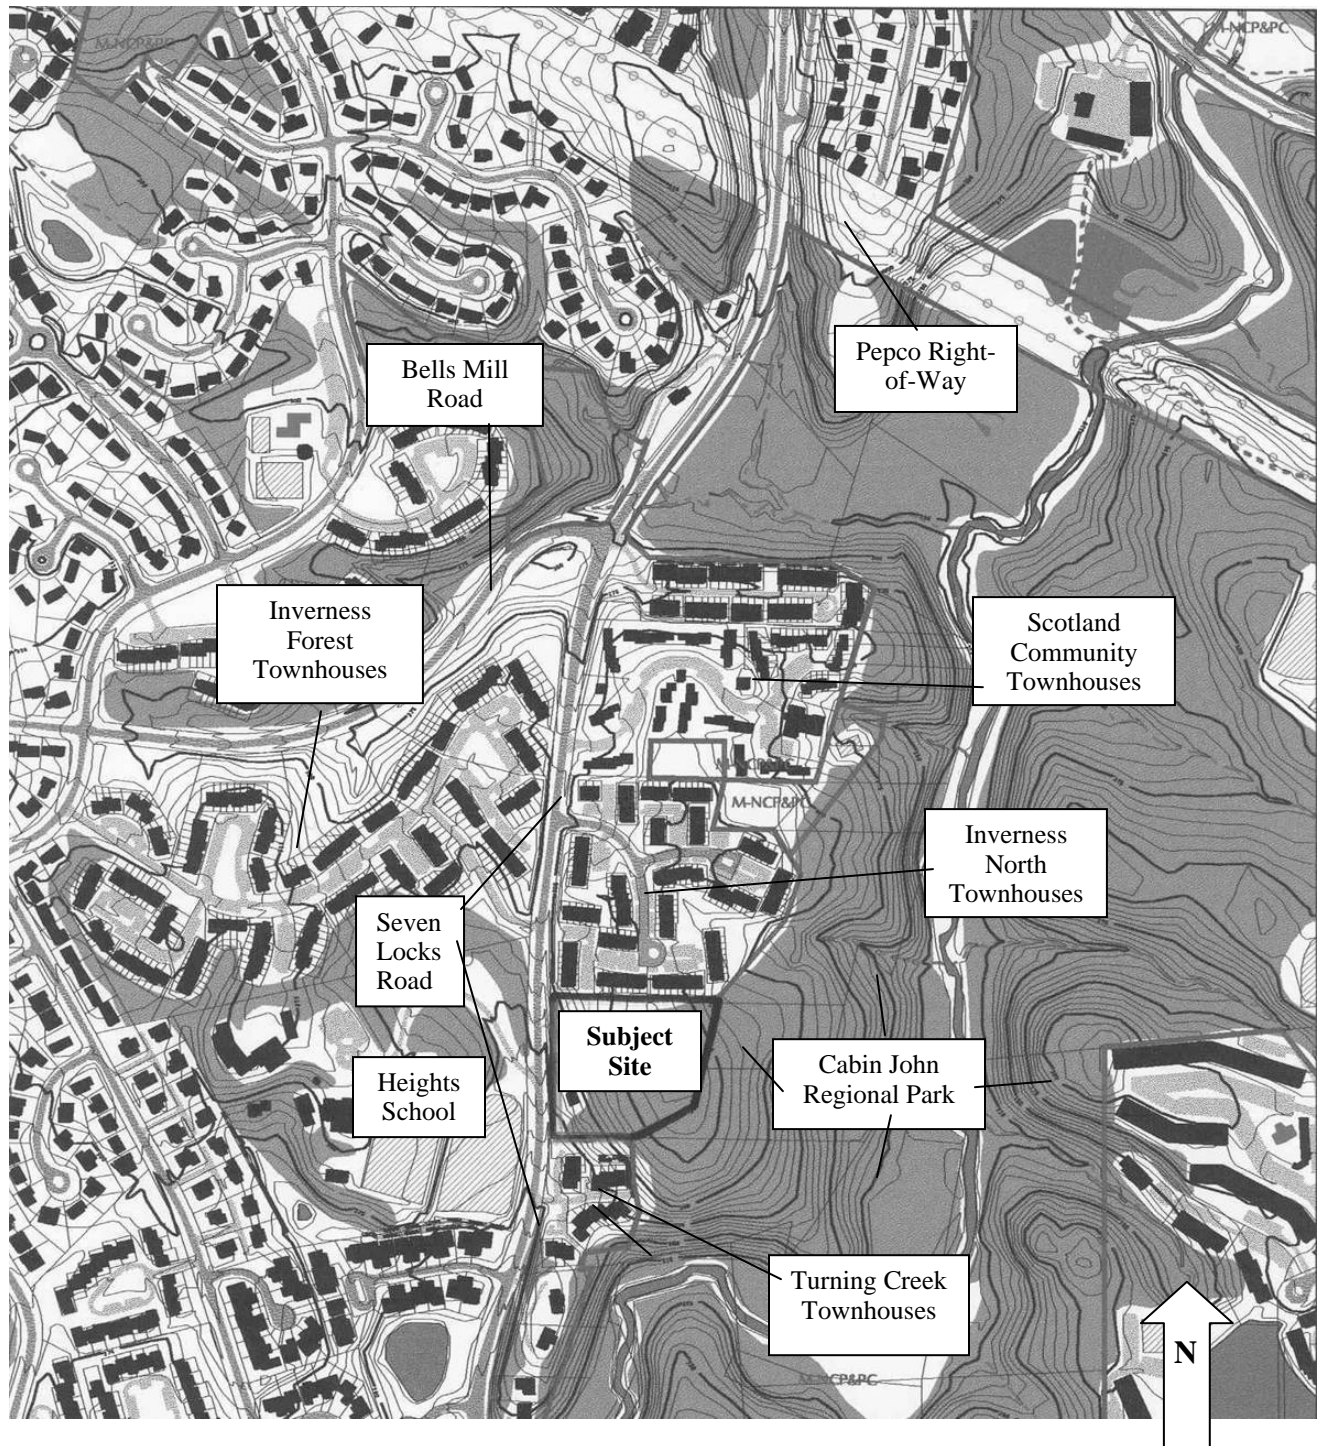 M-NCP&PC
M-NCP&PC
Pepco Right-
of-Way
Bells Mill
Road
Inverness
Forest
Townhouses
Scotland
Community
Townhouses
M-NCP&PC
M-NCP&PC
Inverness
North
Townhouses
Seven
Locks
Road
Subject
Site
Heights
School
Cabin John
Regional Park
Turning Creek
Townhouses
N
M-NCP&PC